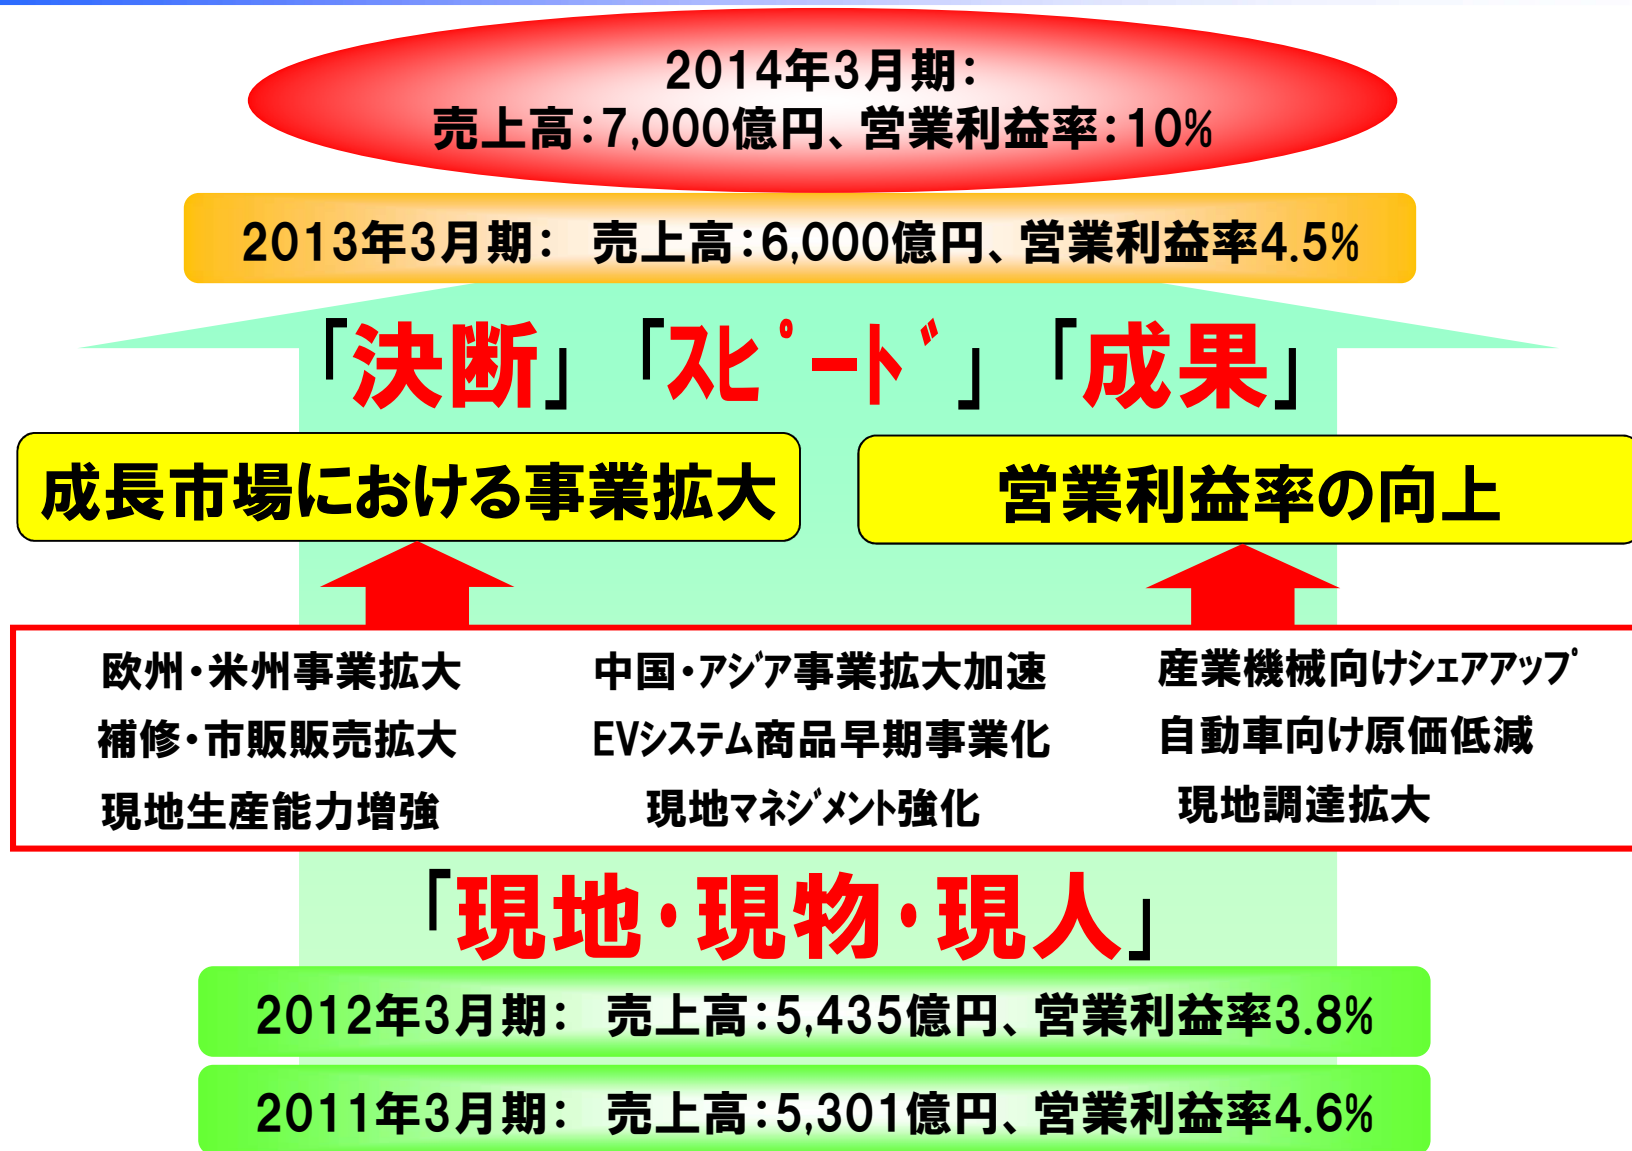 2014年3月期：
売上高：7,000億円、営業利益率：10%
2013年3月期： 売上高：6,000億円、営業利益率4.5%
「決断」「ｽﾋﾟｰﾄﾞ」「成果」
成長市場における事業拡大
営業利益率の向上
欧州・米州事業拡大
中国・ｱｼﾞｱ事業拡大加速
産業機械向けｼｪｱｱｯﾌﾟ
補修・市販販売拡大
EVｼｽﾃﾑ商品早期事業化
自動車向け原価低減
現地生産能力増強
現地ﾏﾈｼﾞﾒﾝﾄ強化
現地調達拡大
「現地・現物・現人」
2012年3月期： 売上高：5,435億円、営業利益率3.8%
2011年3月期： 売上高：5,301億円、営業利益率4.6%